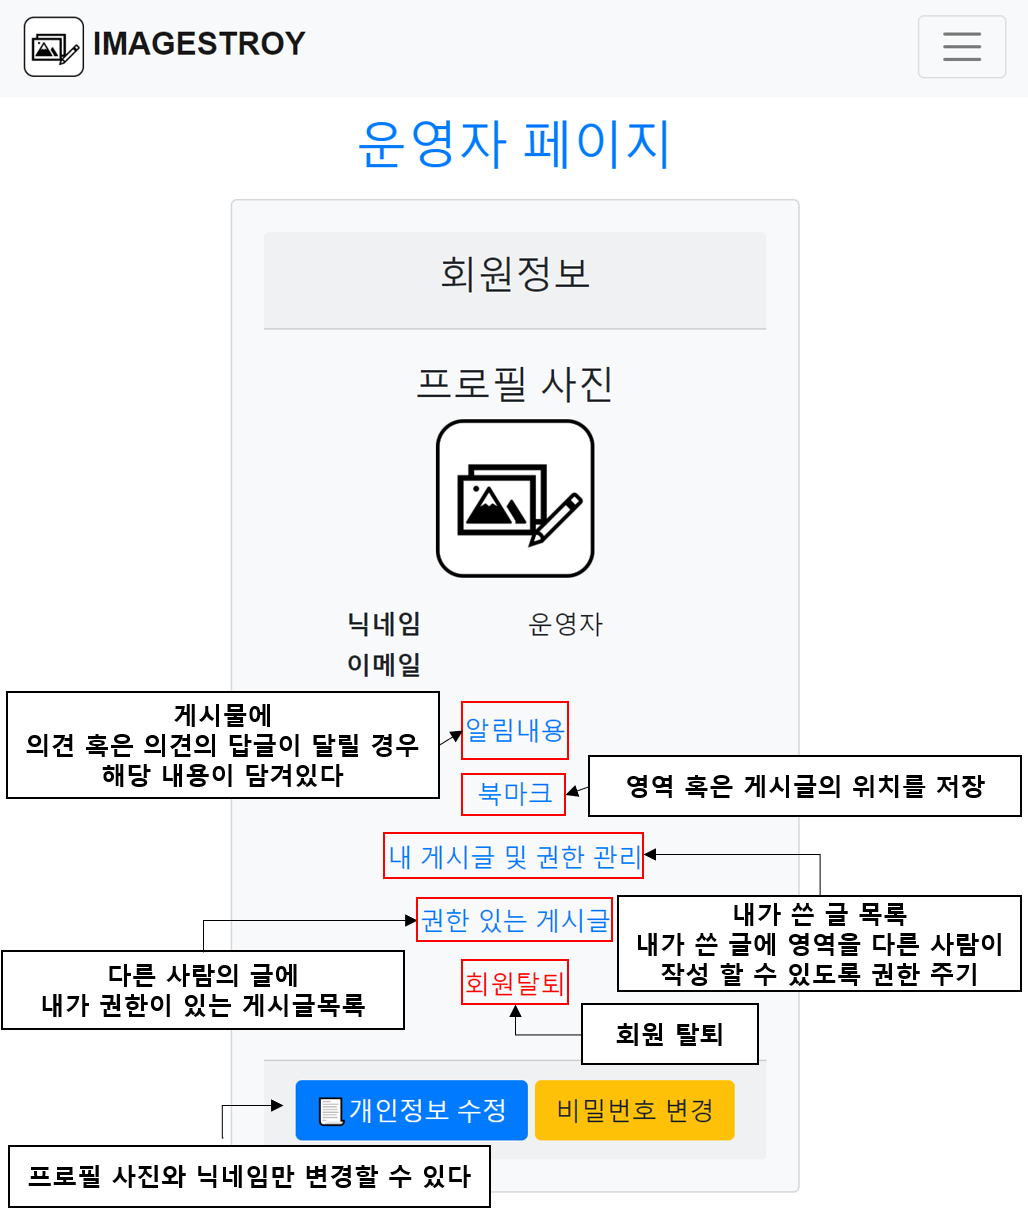 IMAGESTROY
운영자 페이지
회원정보
프로필 사진
닉네임 운영자
이메일
게시물에
의견 혹은 의견의 답글이 달릴 경우
해당 내용이 담겨있다
알림내용
북마크
영역 혹은 게시글의 위치를 저장
내 게시글 및 권한 관리
권한 있는 게시글
내가 쓴 글 목록
내가 쓴 글에 영역을 다른 사람이
작성 할 수 있도록 권한 주기
다른 사람의 글에
내가 권한이 있는 게시글목록
회원탈퇴
회원 탈퇴
개인정보 수정
비밀번호 변경
프로필 사진와 닉네임만 변경할 수 있다